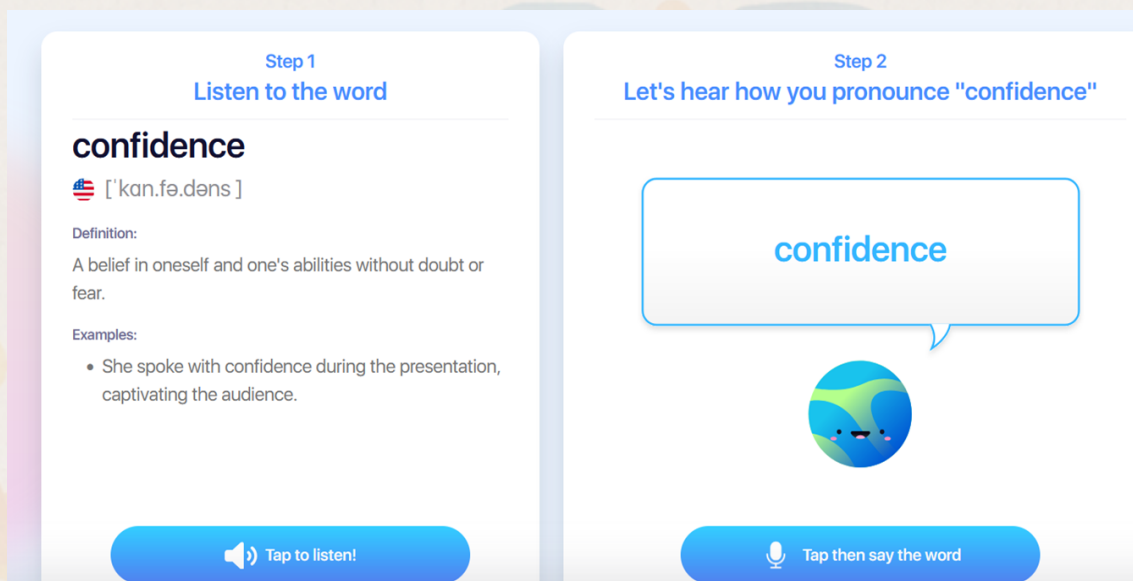 Step 1
Listen to the word
confidence
[ˈkɑn.fə.dəns ]
Definition:
A belief in oneself and one's abilities without doubt or
fear.
Examples:
• She spoke with confidence during the presentation,
captivating the audience.
Tap to listen!
Step 2
Let's hear how you pronounce "confidence"
confidence
Tap then say the word